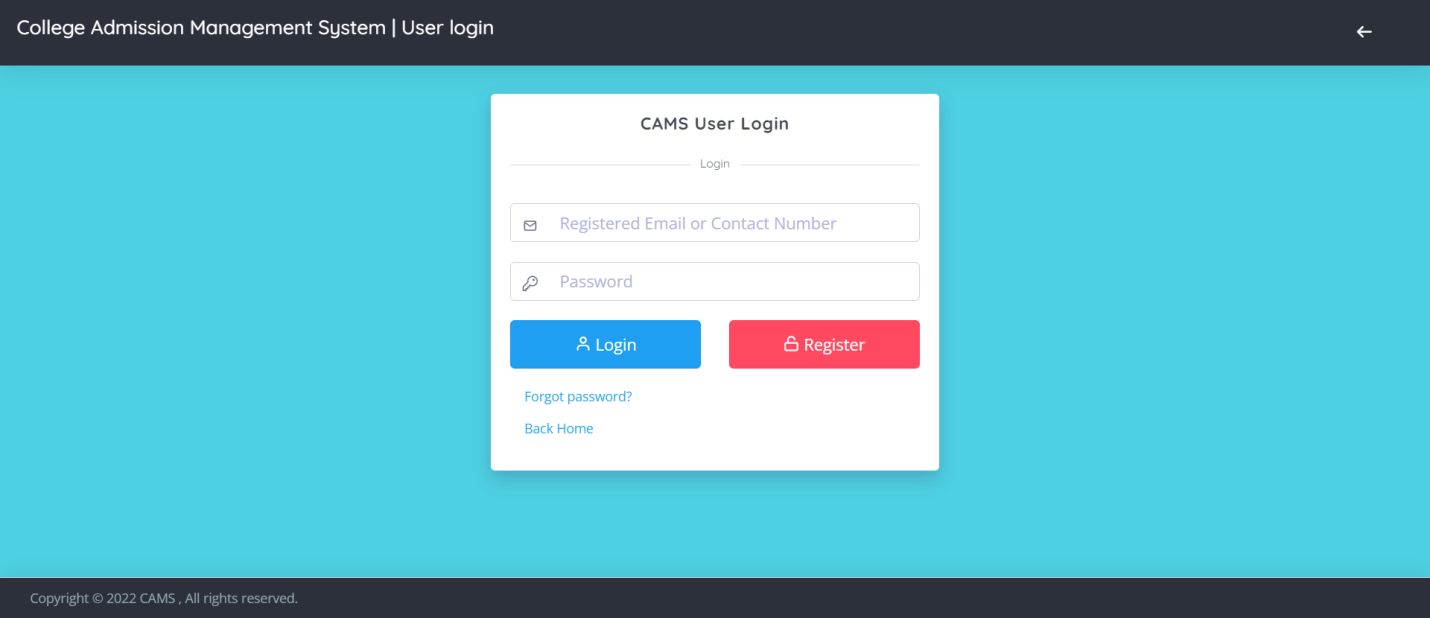 College Admission Management System | User login
CAMS User Login
Login
Registered Email or Contact Number
Password
Login
Register
Forgot password?
Back Home
Copyright © 2022 CAMS , All rights reserved.